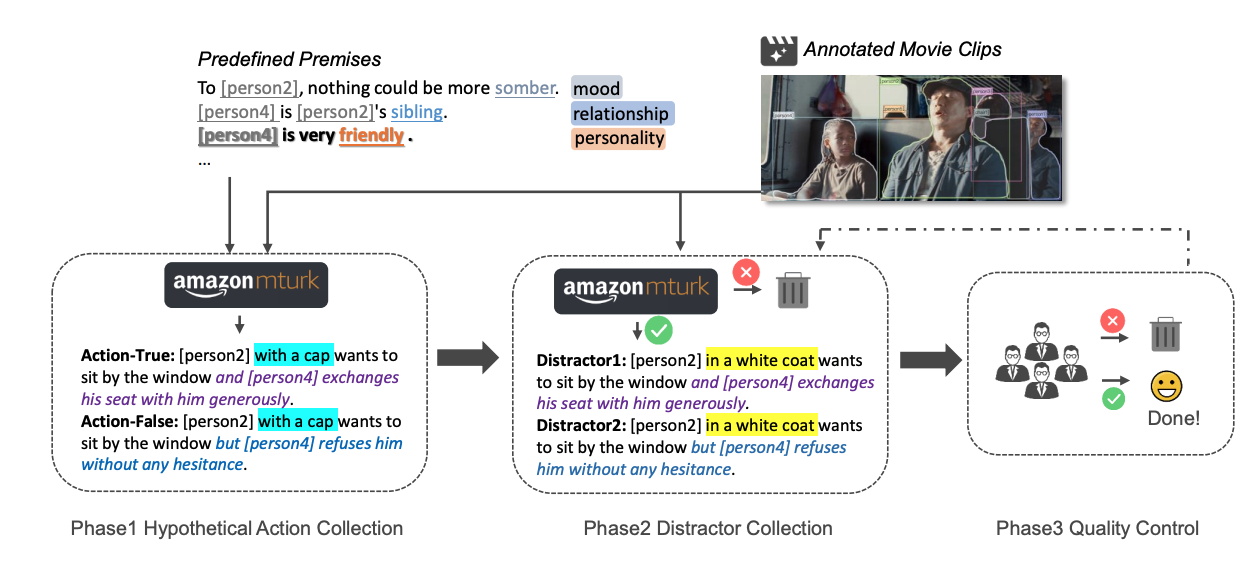 Predefined Premises
To [person2], nothing could be more somber.
[person4] is [person2]'s sibling.
[person4] is very friendly .
...
mood
relationship
personality
Annotated Movie Clips
amazonmturk
Action-True: [person2] with a cap wants to
sit by the window and [person4] exchanges
his seat with him generously.
Action-False: [person2] with a cap wants to
sit by the window but [person4] refuses him
without any hesitance.
Phase1 Hypothetical Action Collection
amazonmturk
Distractor1: [person2] in a white coat wants
to sit by the window and [person4] exchanges
his seat with him generously.
Distractor2: [person2] in a white coat wants
to sit by the window but [person4] refuses
him without any hesitance.
Phase2 Distractor Collection
Done!
Phase3 Quality Control